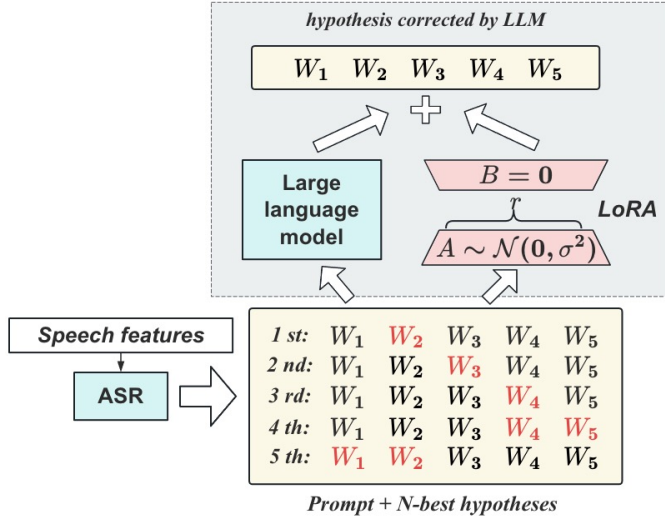 hypothesis corrected by LLM
W₁ W₂ W₃ W₄ W₅
+
Large
language
model
B = 0
r
LoRA
A ∼ 𝒩(0, σ²)
Speech features
ASR
1 st: W₁ W₂ W₃ W₄ W₅
2 nd: W₁ W₂ W₃ W₄ W₅
3 rd: W₁ W₂ W₃ W₄ W₅
4 th: W₁ W₂ W₃ W₄ W₅
5 th: W₁ W₂ W₃ W₄ W₅
Prompt + N-best hypotheses